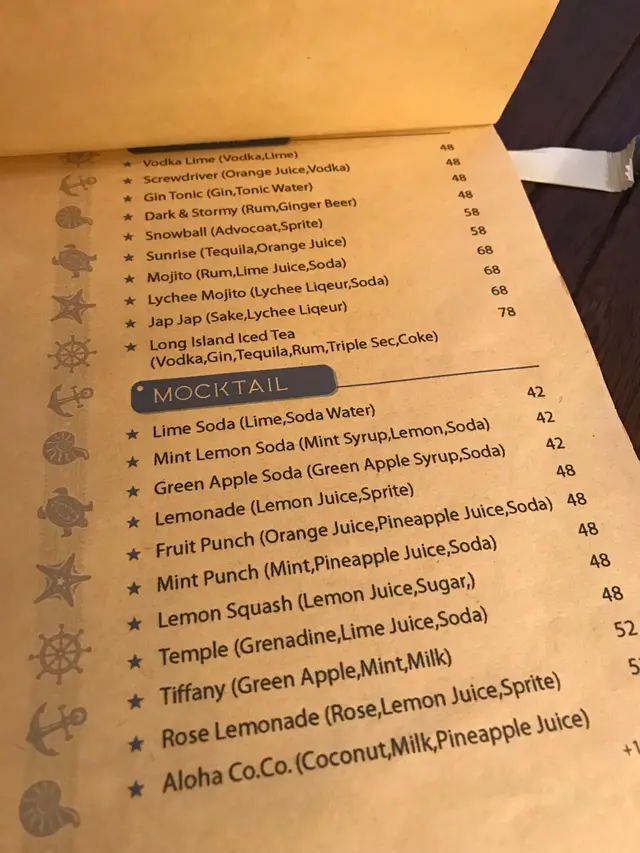 ★ Vodka Lime (Vodka,Lime) 48
★ Screwdriver (Orange Juice,Vodka) 48
★ Gin Tonic (Gin,Tonic Water) 48
★ Dark & Stormy (Rum,Ginger Beer) 48
★ Snowball (Advocoat,Sprite) 58
★ Sunrise (Tequila,Orange Juice) 58
★ Mojito (Rum,Lime Juice,Soda) 68
★ Lychee Mojito (Lychee Liqeur,Soda) 68
★ Jap Jap (Sake,Lychee Liqeur) 68
★ Long Island Iced Tea 78
(Vodka,Gin,Tequila,Rum,Triple Sec,Coke)
MOCKTAIL
★ Lime Soda (Lime,Soda Water) 42
★ Mint Lemon Soda (Mint Syrup,Lemon,Soda) 42
★ Green Apple Soda (Green Apple Syrup,Soda) 42
★ Lemonade (Lemon Juice,Sprite) 48
★ Fruit Punch (Orange Juice,Pineapple Juice,Soda) 48
★ Mint Punch (Mint,Pineapple Juice,Soda) 48
★ Lemon Squash (Lemon Juice,Sugar,) 48
★ Temple (Grenadine,Lime Juice,Soda) 48
★ Tiffany (Green Apple,Mint,Milk) 52
★ Rose Lemonade (Rose,Lemon Juice,Sprite)
★ Aloha Co.Co. (Coconut,Milk,Pineapple Juice)